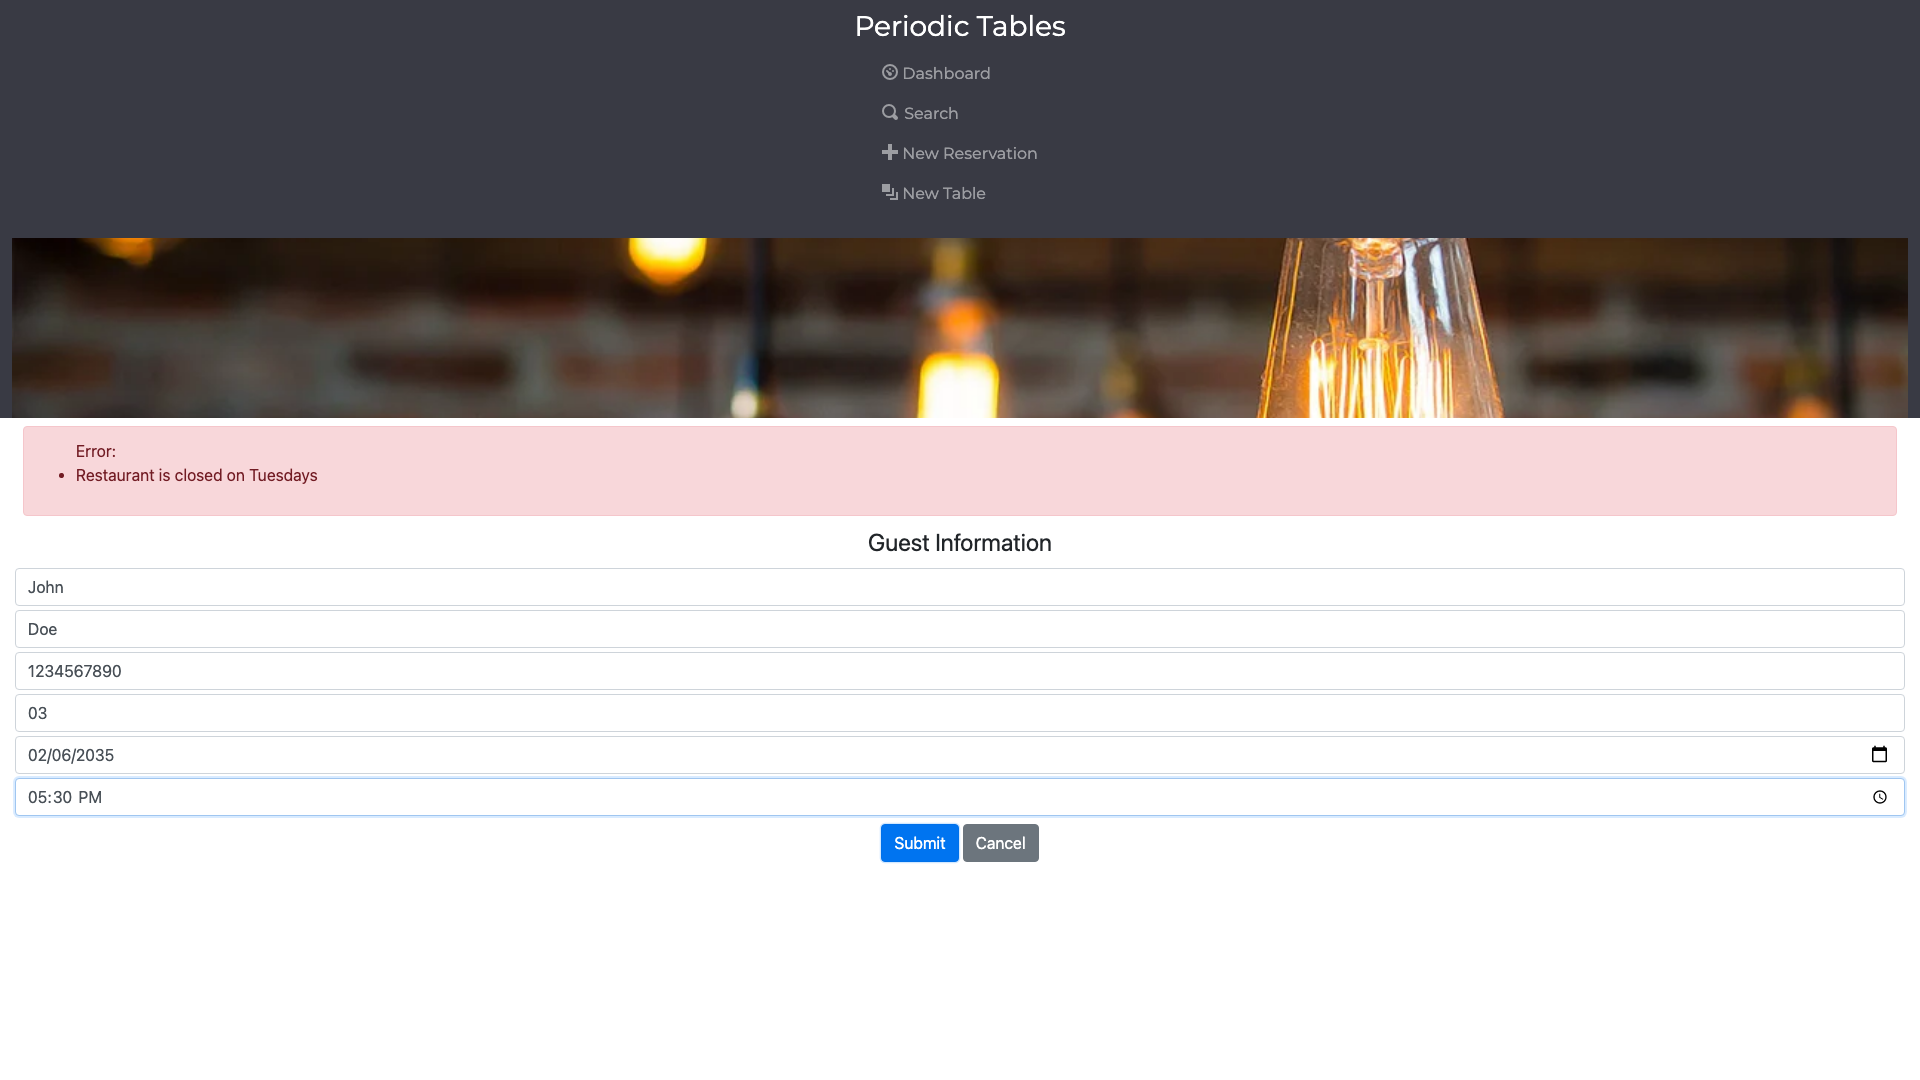 Periodic Tables
Dashboard
Search
New Reservation
New Table
Error:
• Restaurant is closed on Tuesdays
Guest Information
John
Doe
1234567890
03
02/06/2035
05:30 PM
Submit Cancel